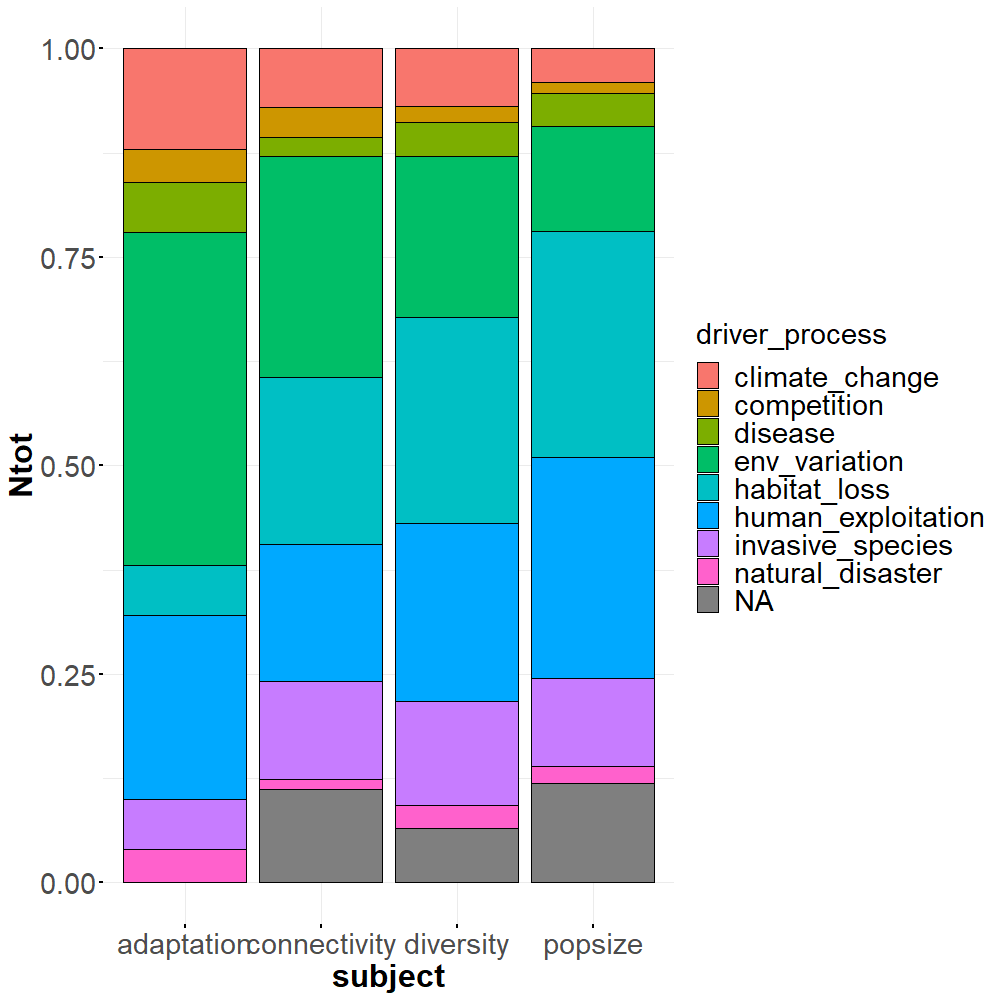 1.00
0.75
0.50
0.25
0.00
Ntot
adaptation connectivity diversity popsize
subject
driver_process
climate_change
competition
disease
env_variation
habitat_loss
human_exploitation
invasive_species
natural_disaster
NA